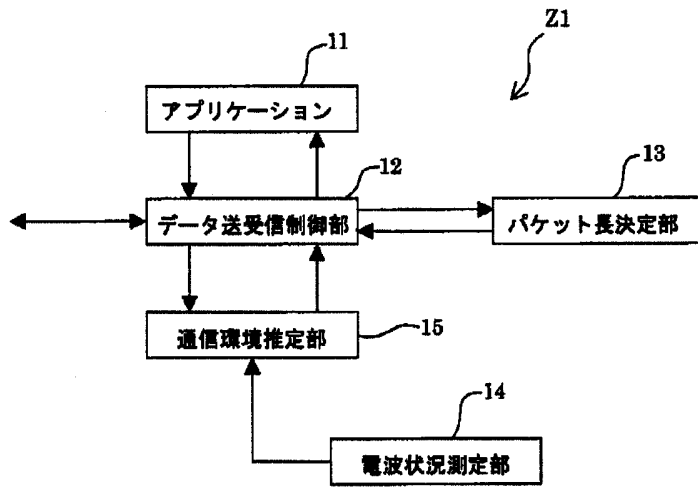 Z1
11
アプリケーション
12
13
データ送受信制御部
パケット長決定部
通信環境推定部
15
14
電波状況測定部